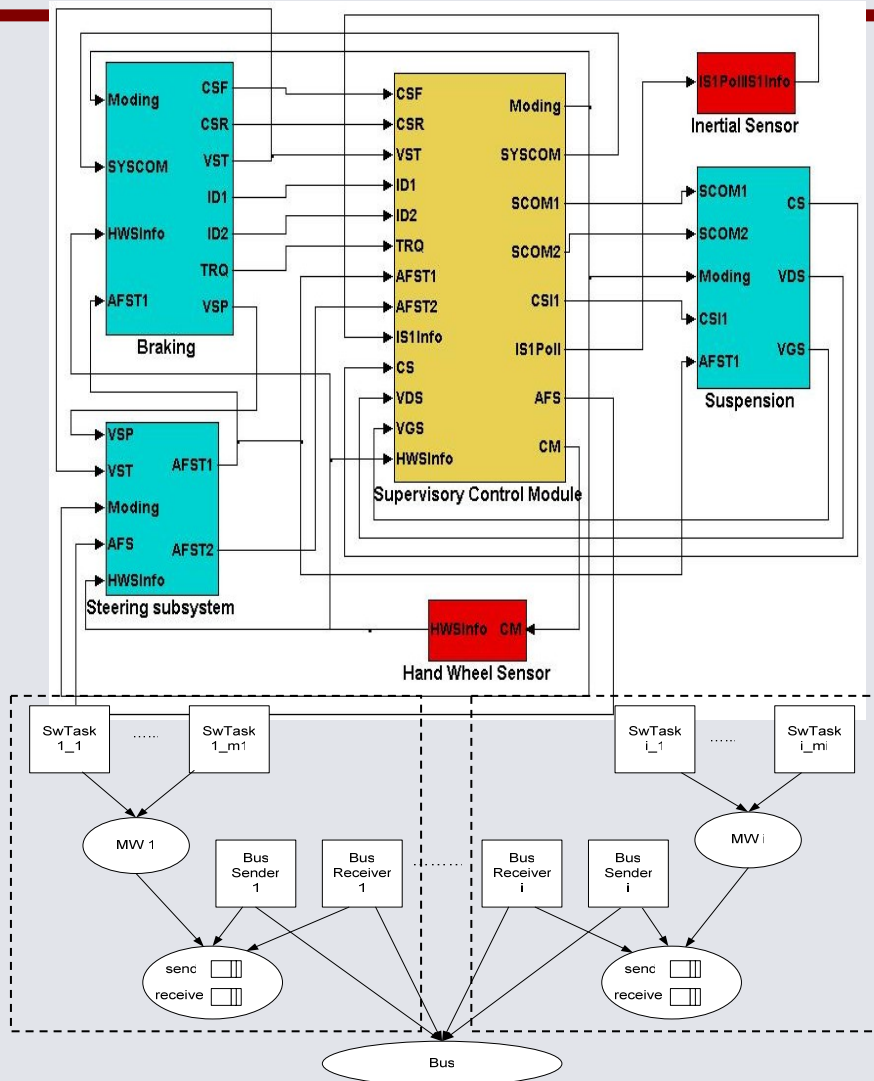 Moding
SYSCOM
HWSInfo
AFST1
CSF
CSR
VST
ID1
ID2
TRQ
VSP
Braking
CSF
CSR
VST
ID1
ID2
TRQ
AFST1
AFST2
IS1Info
CS
VDS
VGS
HWSInfo
Moding
SYSCOM
SCOM1
SCOM2
CSI1
IS1Poll
AFS
CM
Supervisory Control Module
IS1PollIS1Info
Inertial Sensor
SCOM1
SCOM2
Moding
CSI1
AFST1
CS
VDS
VGS
Suspension
VSP
VST
Moding
AFS
HWSInfo
AFST1
AFST2
Steering subsystem
HWSInfo CM
Hand Wheel Sensor
SwTask
1_1
......
SwTask
1_m1
SwTask
i_1
......
SwTask
i_mi
MW 1
MW i
Bus
Sender
1
Bus
Receiver
1
..........
Bus
Receiver
i
Bus
Sender
i
send
receive
send
receive
Bus